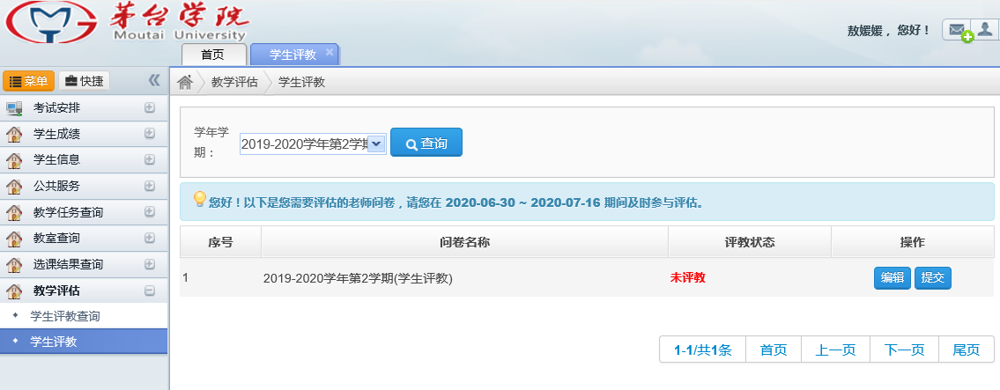 茅台学院
Moutai University
敖媛媛，您好！
首页
学生评教
菜单
快捷
教学评估
学生评教
考试安排
学生成绩
学生信息
公共服务
教学任务查询
教室查询
选课结果查询
教学评估
学生评教查询
学生评教
学年学
期：
2019-2020学年第2学期
查询
您好！以下是您需要评估的老师问卷，请您在 2020-06-30 ~ 2020-07-16 期间及时参与评估。
序号 问卷名称 评教状态 操作
1 2019-2020学年第2学期(学生评教) 未评教 编辑 提交
1-1/共1条 首页 上一页 下一页 尾页